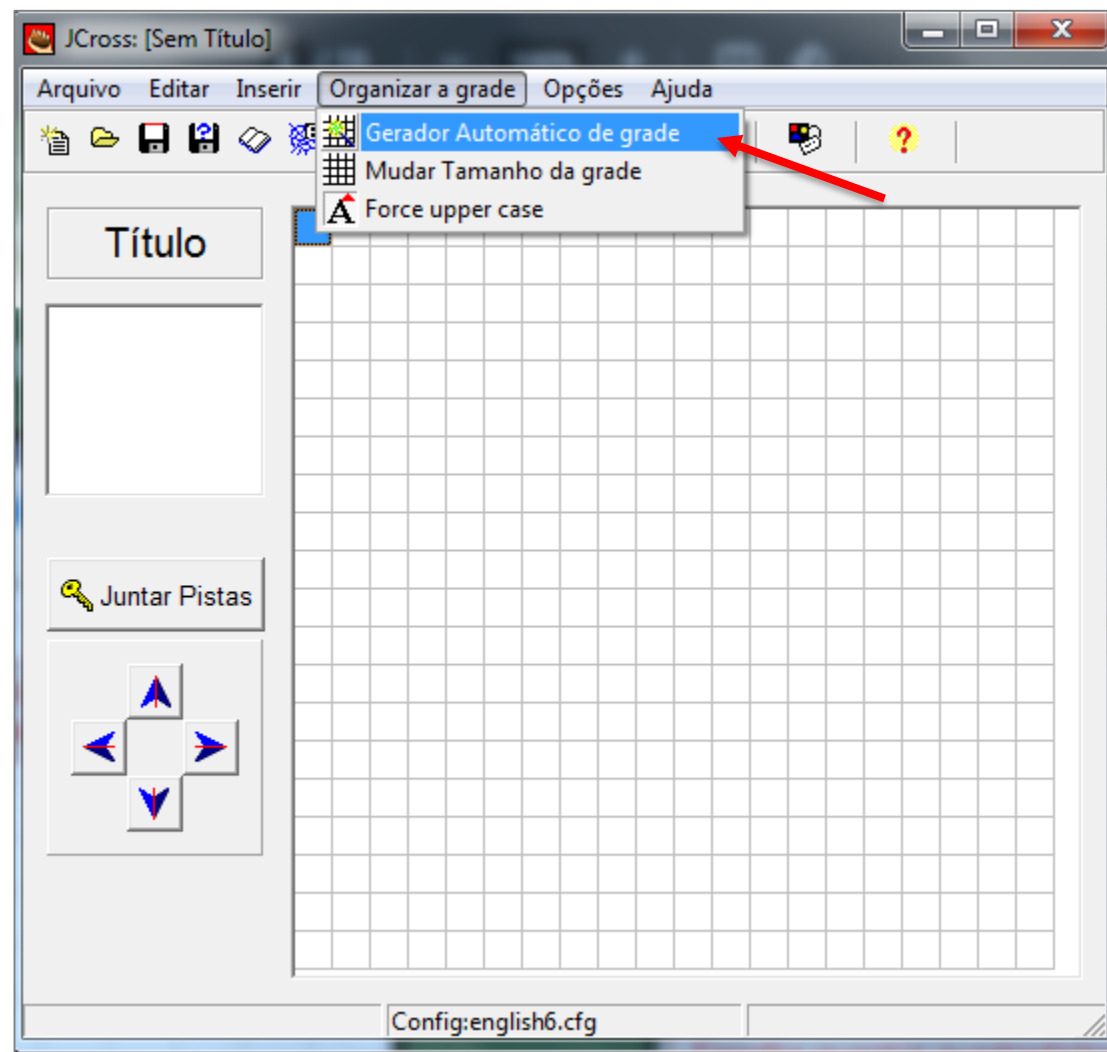 JCross: [Sem Título]
Arquivo Editar Inserir Organizar a grade Opções Ajuda
Gerador Automático de grade
Mudar Tamanho da grade
Force upper case
Título
Juntar Pistas
Config:english6.cfg